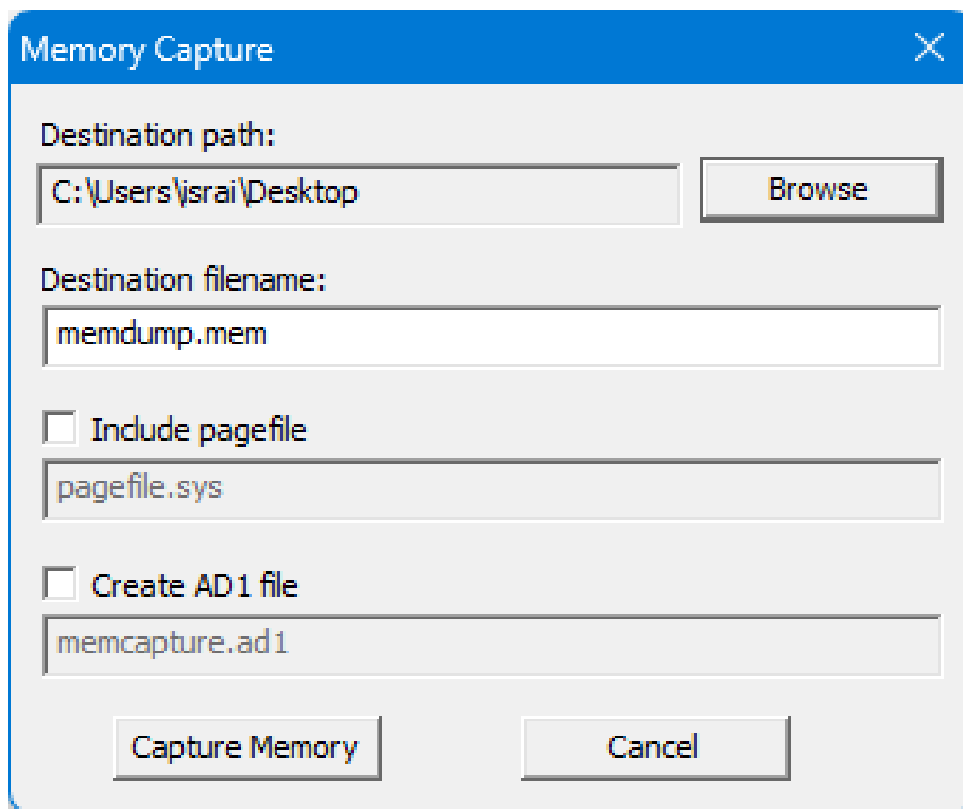 Memory Capture
Destination path:
C:\Users\israi\Desktop
Browse
Destination filename:
memdump.mem
Include pagefile
pagefile.sys
Create AD1 file
memcapture.ad1
Capture Memory
Cancel